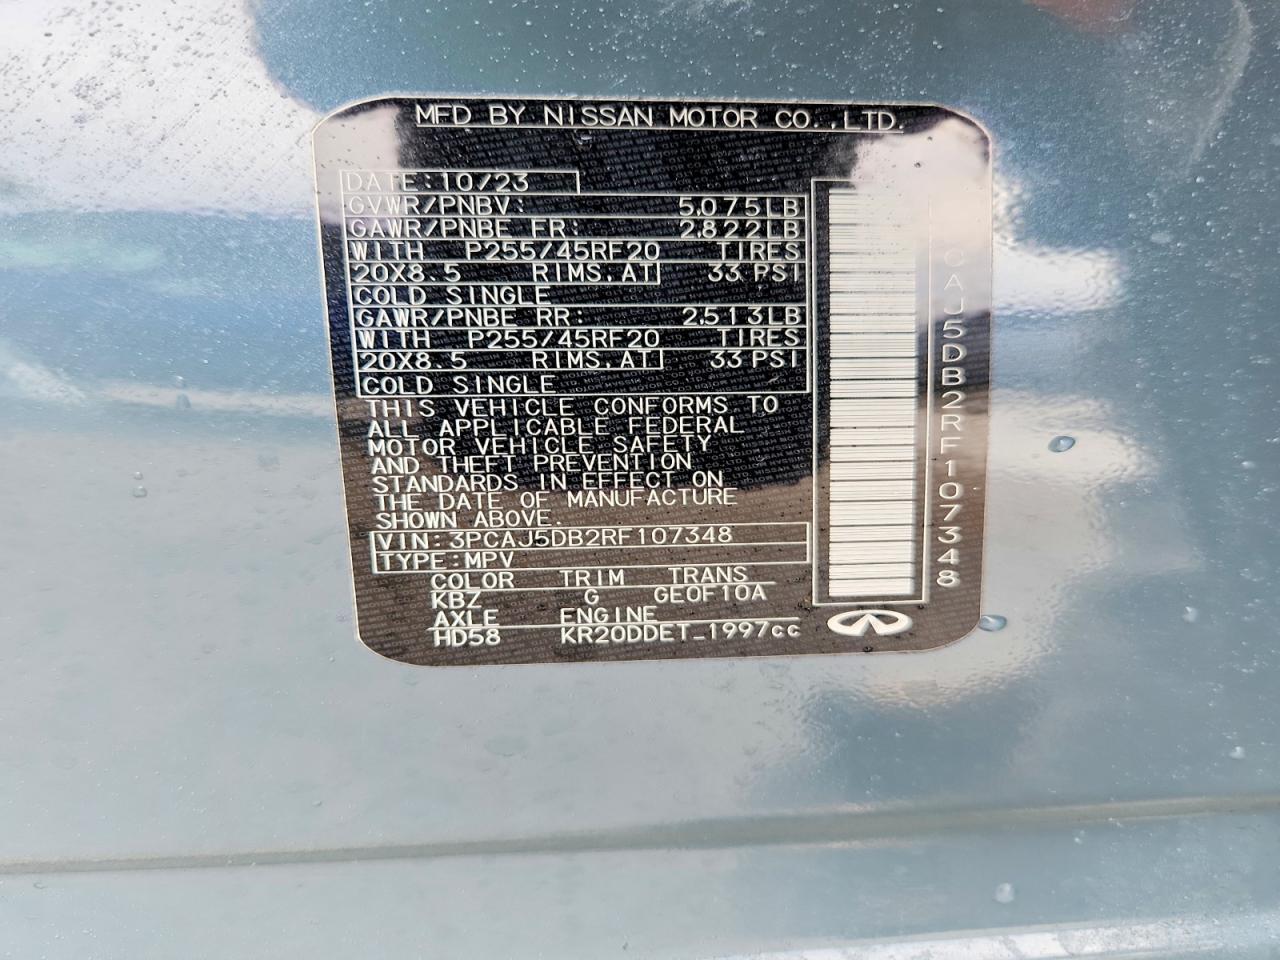 MFD BY NISSAN MOTOR CO.,LTD.
DATE:10/23
GVWR/PNBV: 5,075LB
GAWR/PNBE FR: 2,822LB
WITH P255/45RF20 TIRES
20X8.5 RIMS,AT 33 PSI
COLD SINGLE
GAWR/PNBE RR: 2,513LB
WITH P255/45RF20 TIRES
20X8.5 RIMS,AT 33 PSI
COLD SINGLE
THIS VEHICLE CONFORMS TO
ALL APPLICABLE FEDERAL
MOTOR VEHICLE SAFETY
AND THEFT PREVENTION
STANDARDS IN EFFECT ON
THE DATE OF MANUFACTURE
SHOWN ABOVE.
VIN:3PCAJ5DB2RF107348
TYPE:MPV
COLOR TRIM TRANS
KBZ G GE0F10A
AXLE ENGINE
HD58 KR20DDET_1997cc
CAJ5DB2RF107348